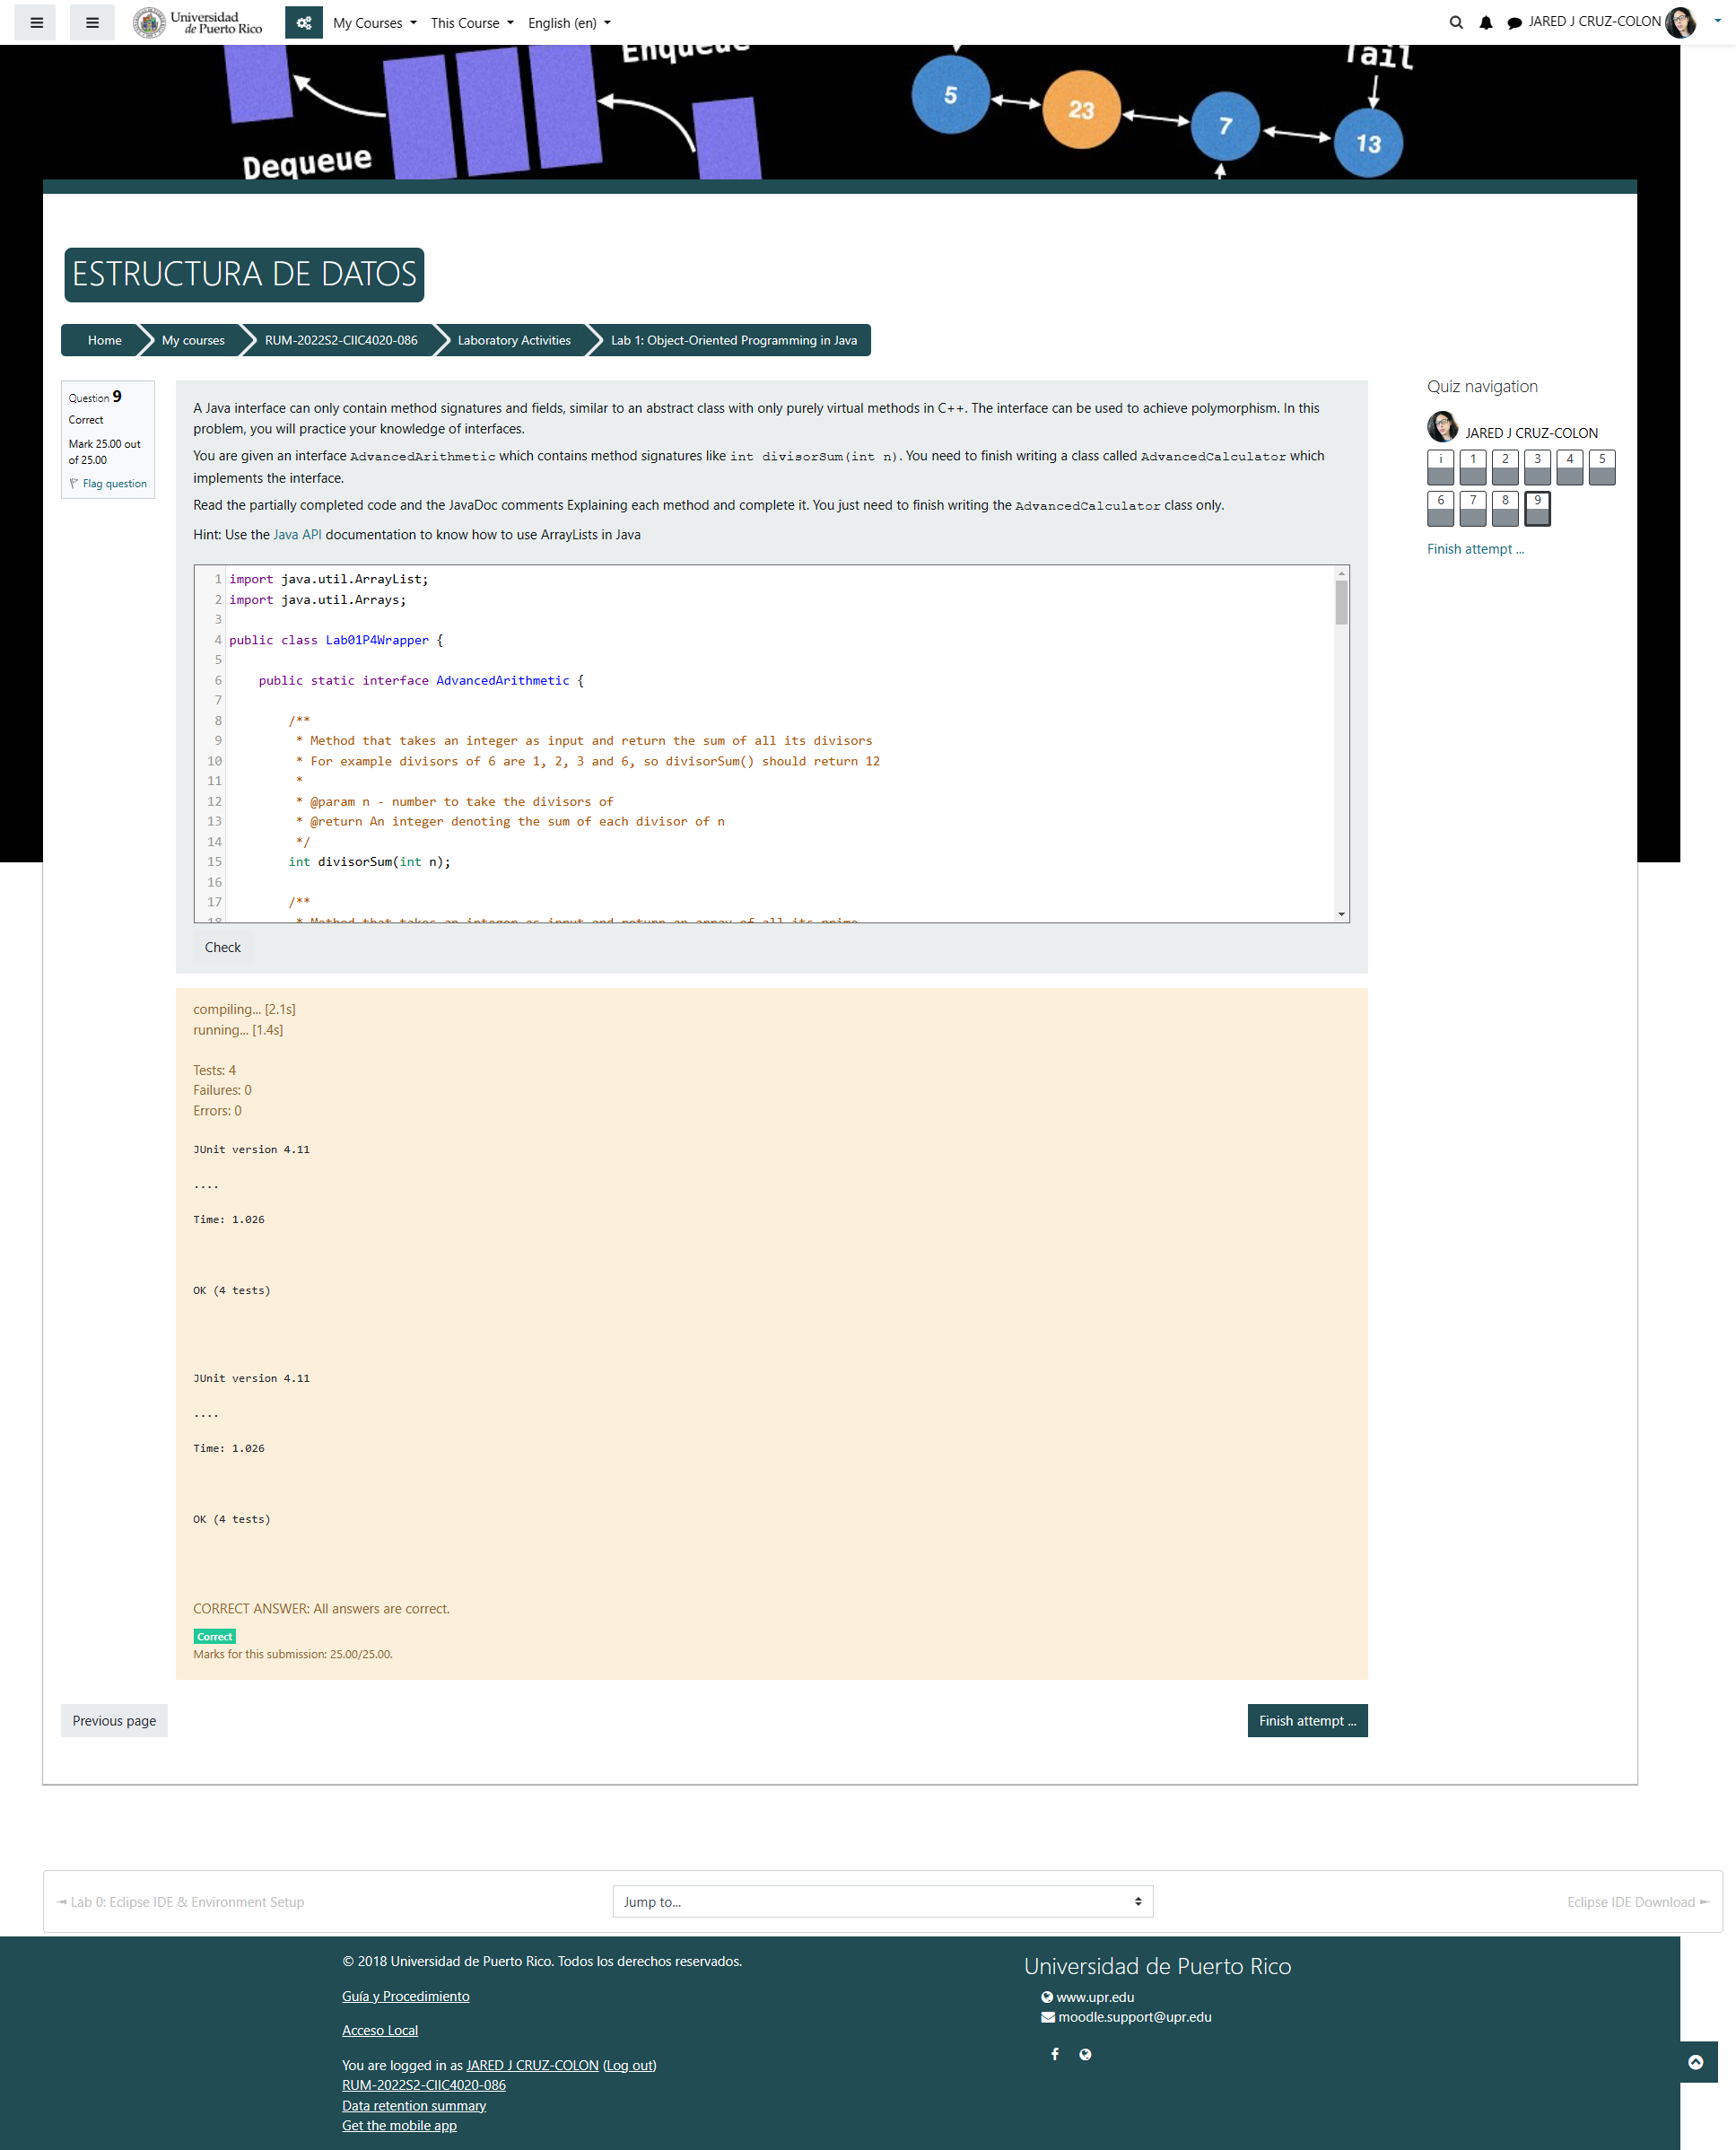 Universidad
de Puerto Rico
My Courses
This Course
English (en)
JARED J CRUZ-COLON
Enqueue
Dequeue
5
23
7
13
Tail
ESTRUCTURA DE DATOS
Home
My courses
RUM-2022S2-CIIC4020-086
Laboratory Activities
Lab 1: Object-Oriented Programming in Java
Question 9
Correct
Mark 25.00 out
of 25.00
Flag question
A Java interface can only contain method signatures and fields, similar to an abstract class with only purely virtual methods in C++. The interface can be used to achieve polymorphism. In this
problem, you will practice your knowledge of interfaces.
You are given an interface AdvancedArithmetic which contains method signatures like int divisorSum(int n). You need to finish writing a class called AdvancedCalculator which
implements the interface.
Read the partially completed code and the JavaDoc comments Explaining each method and complete it. You just need to finish writing the AdvancedCalculator class only.
Hint: Use the Java API documentation to know how to use ArrayLists in Java
1 import java.util.ArrayList;
2 import java.util.Arrays;
3
4 public class Lab01P4Wrapper {
5
6 public static interface AdvancedArithmetic {
7
8 /**
9 * Method that takes an integer as input and return the sum of all its divisors
10 * For example divisors of 6 are 1, 2, 3 and 6, so divisorSum() should return 12
11 *
12 * @param n - number to take the divisors of
13 * @return An integer denoting the sum of each divisor of n
14 */
15 int divisorSum(int n);
16
17 /**
18 * Method that takes an integer as input and return an array of all its prime
Check
compiling... [2.1s]
running... [1.4s]
Tests: 4
Failures: 0
Errors: 0
JUnit version 4.11
....
Time: 1.026
OK (4 tests)
JUnit version 4.11
....
Time: 1.026
OK (4 tests)
CORRECT ANSWER: All answers are correct.
Correct
Marks for this submission: 25.00/25.00.
Previous page
Finish attempt ...
Quiz navigation
JARED J CRUZ-COLON
i 1 2 3 4 5
6 7 8 9
Finish attempt ...
Lab 0: Eclipse IDE & Environment Setup
Jump to...
Eclipse IDE Download
© 2018 Universidad de Puerto Rico. Todos los derechos reservados.
Guía y Procedimiento
Acceso Local
You are logged in as JARED J CRUZ-COLON (Log out)
RUM-2022S2-CIIC4020-086
Data retention summary
Get the mobile app
Universidad de Puerto Rico
www.upr.edu
moodle.support@upr.edu